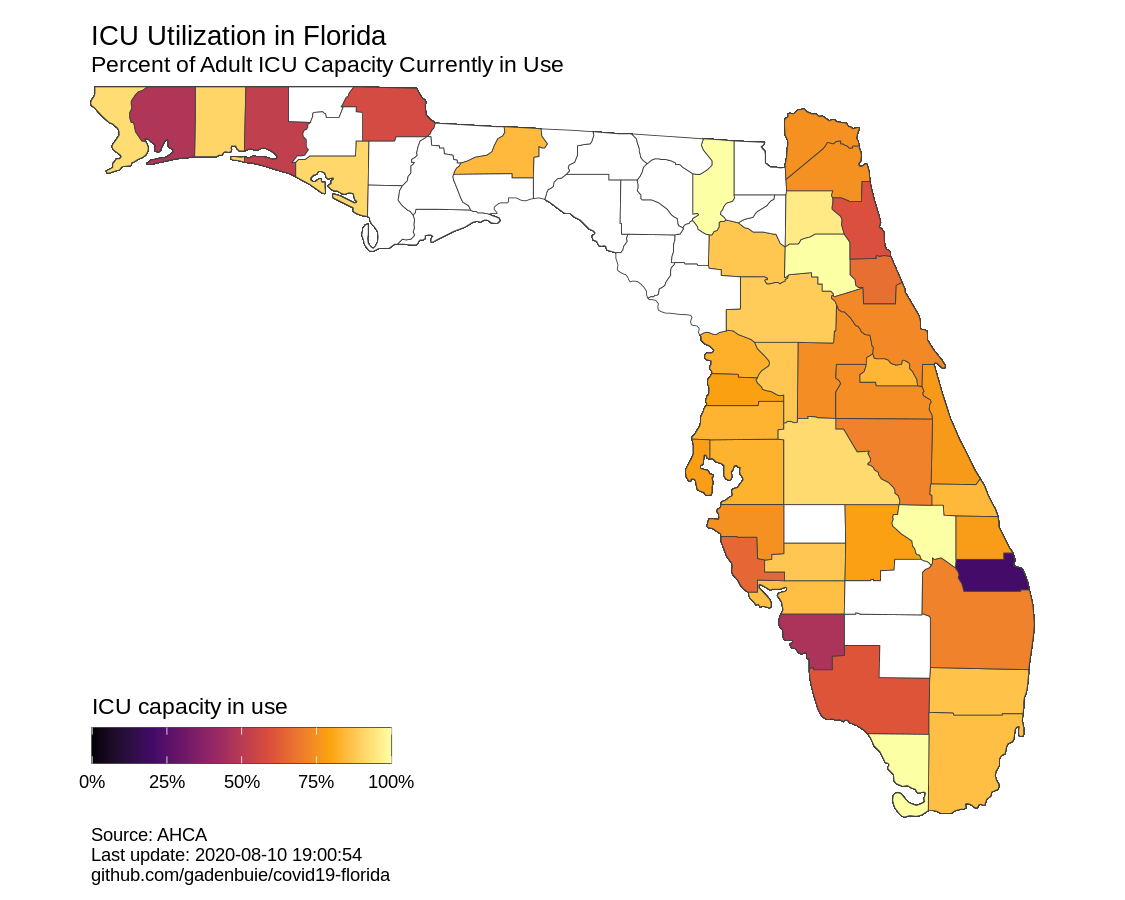 ICU Utilization in Florida
Percent of Adult ICU Capacity Currently in Use
ICU capacity in use
0% 25% 50% 75% 100%
Source: AHCA
Last update: 2020-08-10 19:00:54
github.com/gadenbuie/covid19-florida